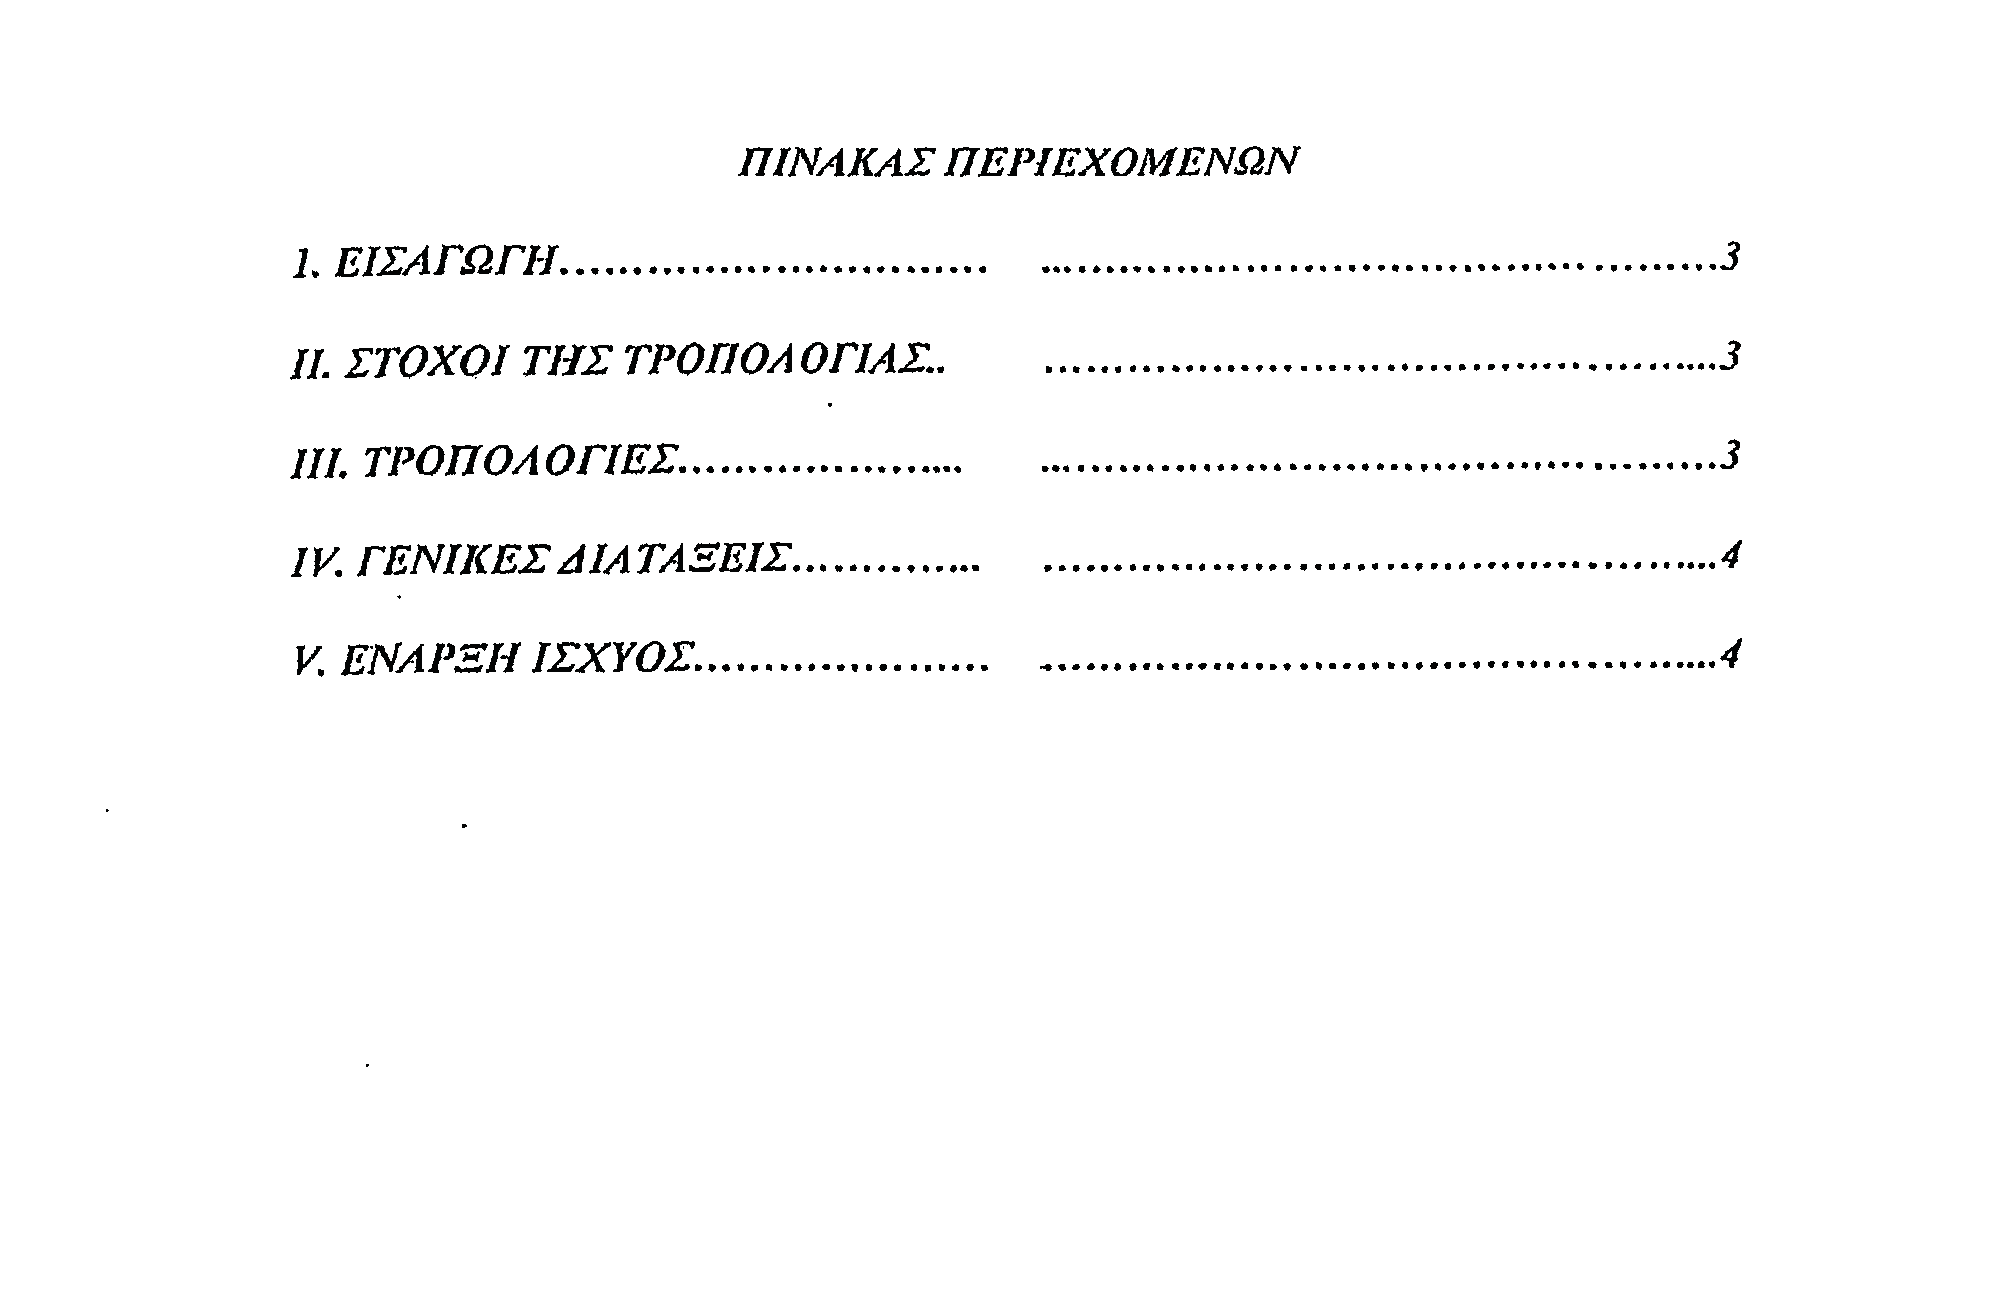 ΠΙΝΑΚΑΣ ΠΕΡΙΕΧΟΜΕΝΩΝ
I. ΕΙΣΑΓΩΓΗ.............................. ................................................3
II. ΣΤΟΧΟΙ ΤΗΣ ΤΡΟΠΟΛΟΓΙΑΣ.. ................................................3
III. ΤΡΟΠΟΛΟΓΙΕΣ.................... ................................................3
IV. ΓΕΝΙΚΕΣ ΔΙΑΤΑΞΕΙΣ.............. ................................................4
V. ΕΝΑΡΞΗ ΙΣΧΥΟΣ..................... ................................................4